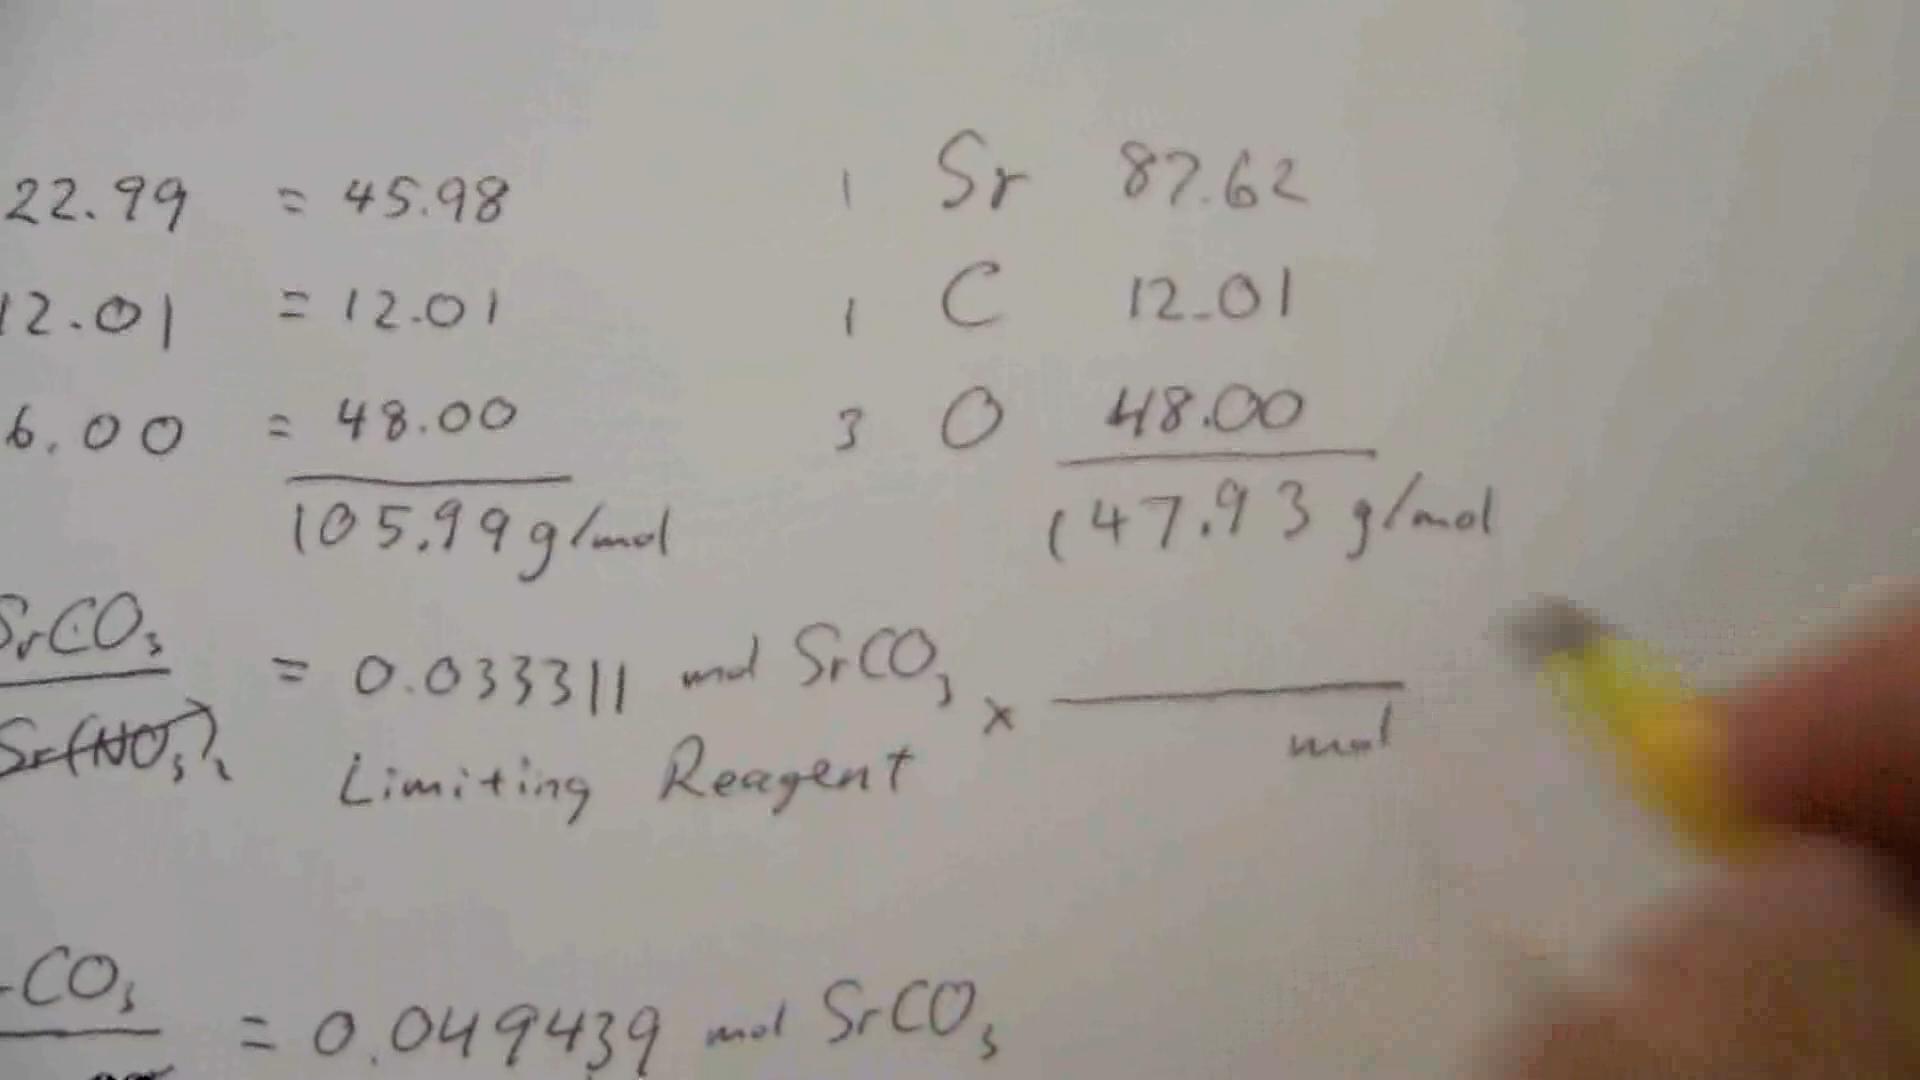 22.99 = 45.98 1 Sr 87.62
12.01 = 12.01 1 C 12.01
6.00 = 48.00 3 O 48.00
105.99 g/mol 147.93 g/mol
SrCO₃ = 0.033311 mol SrCO₃ x
Sr(NO₃)₂ Limiting Reagent mol
CO₃ = 0.049439 mol SrCO₃